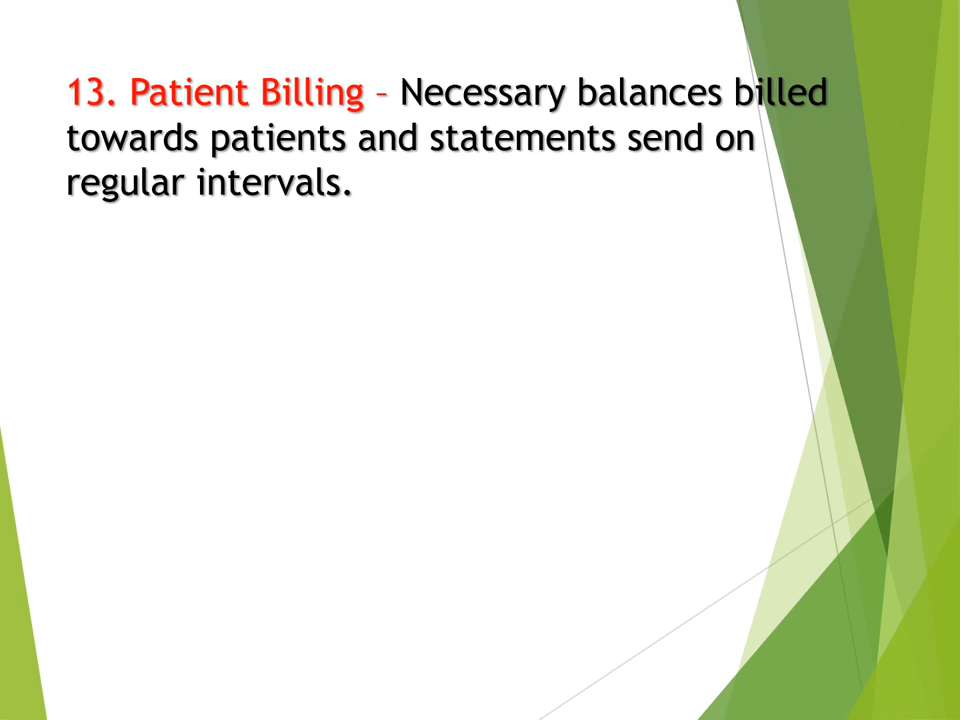 13. Patient Billing – Necessary balances billed
towards patients and statements send on
regular intervals.